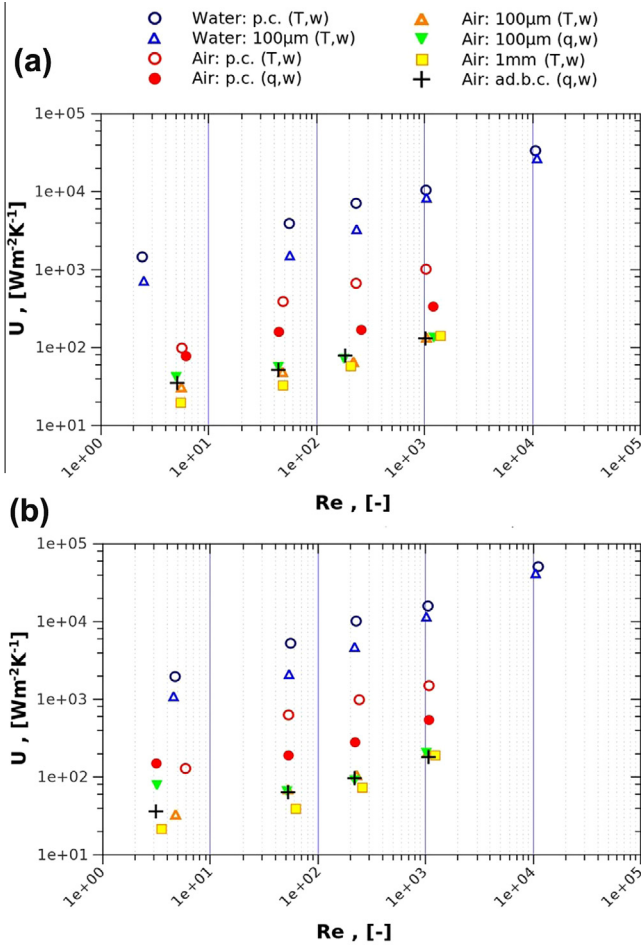 Water: p.c. (T,w)
Water: 100μm (T,w)
Air: p.c. (T,w)
Air: p.c. (q,w)
Air: 100μm (T,w)
Air: 100μm (q,w)
Air: 1mm (T,w)
Air: ad.b.c. (q,w)
(a)
1e+05
1e+04
1e+03
1e+02
1e+01
U , [Wm-2K-1]
1e+00
1e+01
1e+02
1e+03
1e+04
1e+05
Re , [-]
(b)
1e+05
1e+04
1e+03
1e+02
1e+01
U , [Wm-2K-1]
1e+00
1e+01
1e+02
1e+03
1e+04
1e+05
Re , [-]